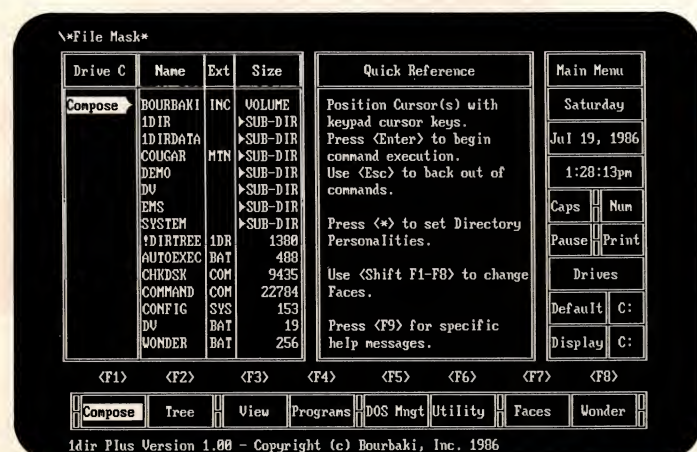 \*File Mask*
Drive C Name Ext Size
Compose BOURBAKI INC VOLUME
1DIR ▶SUB-DIR
1DIRDATA ▶SUB-DIR
COUGAR MTN ▶SUB-DIR
DEMO ▶SUB-DIR
DV ▶SUB-DIR
EMS ▶SUB-DIR
SYSTEM ▶SUB-DIR
!DIRTREE 1DR 1380
AUTOEXEC BAT 488
CHKDSK COM 9435
COMMAND COM 22784
CONFIG SYS 153
DV BAT 19
WONDER BAT 256
Quick Reference
Position Cursor(s) with
keypad cursor keys.
Press <Enter> to begin
command execution.
Use <Esc> to back out of
commands.
Press <*> to set Directory
Personalities.
Use <Shift F1-F8> to change
Faces.
Press <F9> for specific
help messages.
Main Menu
Saturday
Jul 19, 1986
1:28:13pm
Caps Num
Pause Print
Drives
Default C:
Display C:
<F1> <F2> <F3> <F4> <F5> <F6> <F7> <F8>
Compose Tree View Programs DOS Mngt Utility Faces Wonder
1dir Plus Version 1.00 - Copyright (c) Bourbaki, Inc. 1986